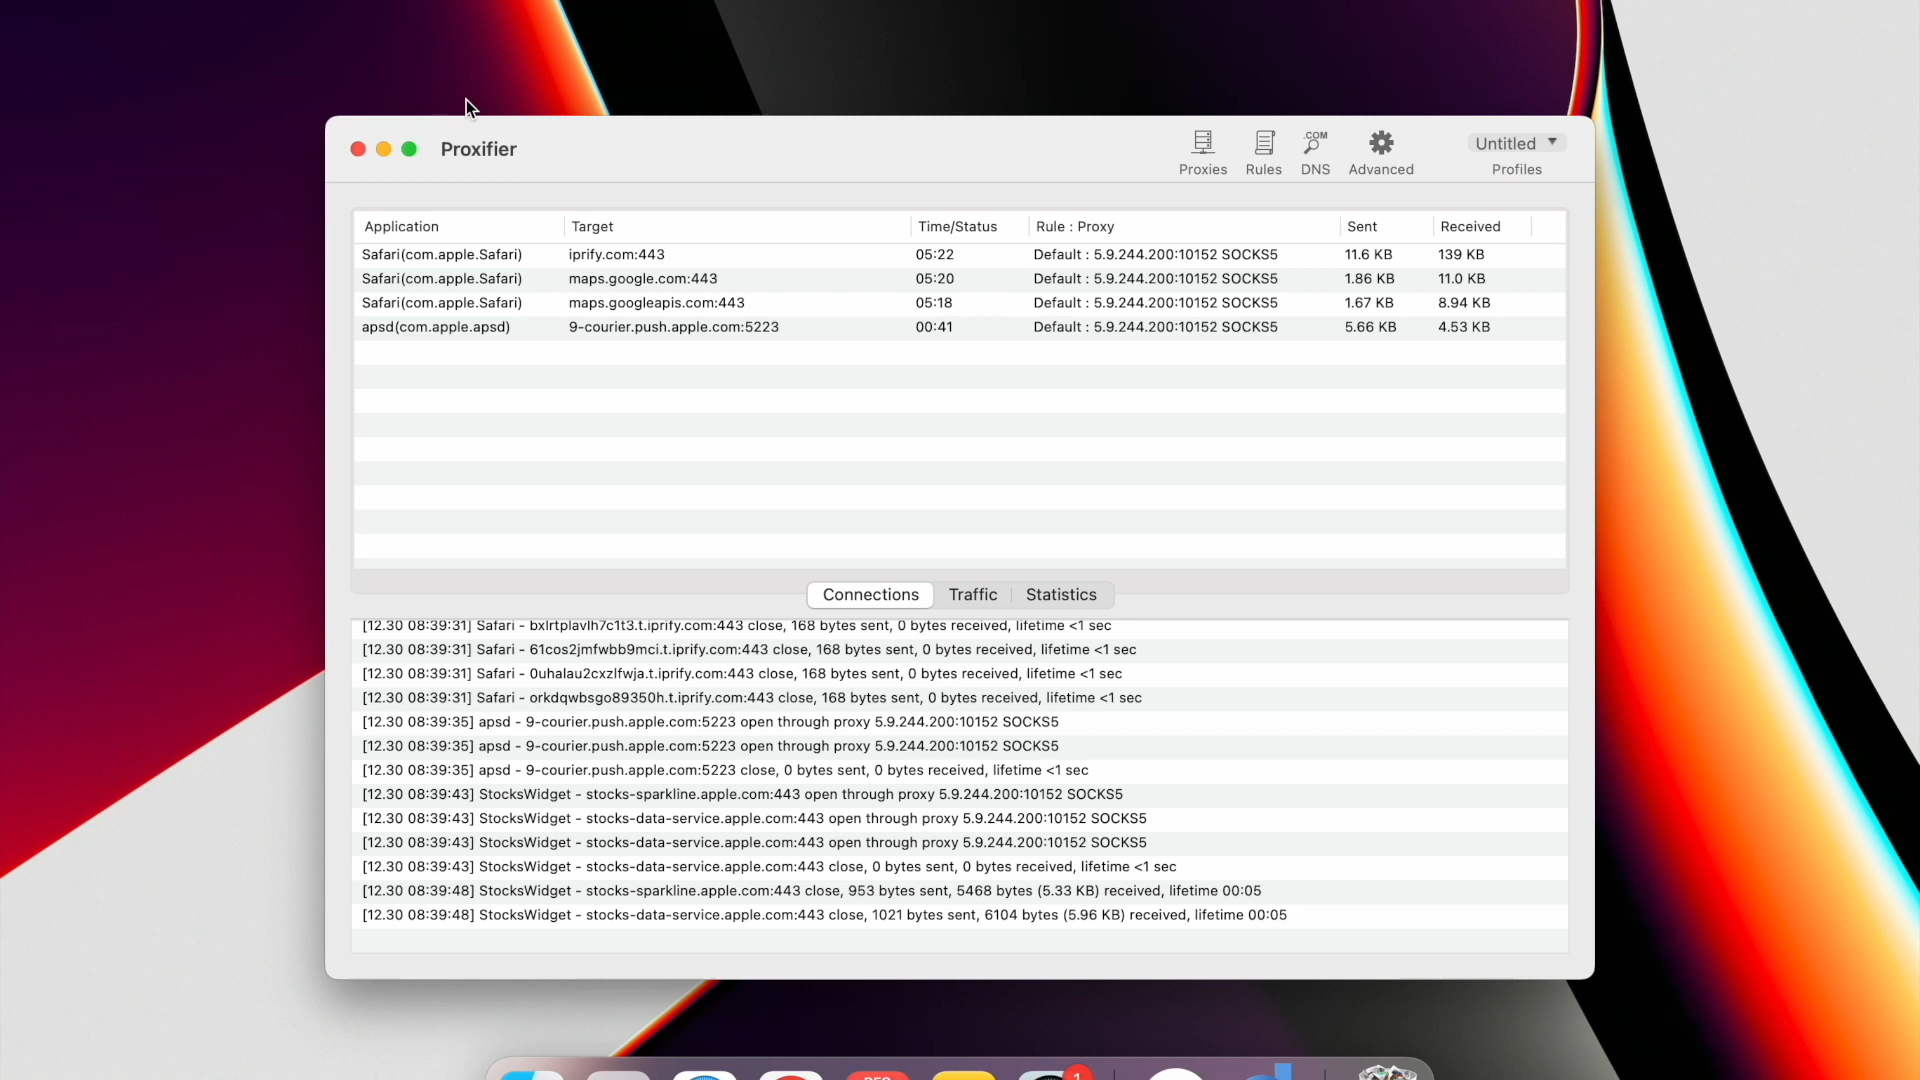 Proxifier
Proxies
Rules
.COM
DNS
Advanced
Untitled
Profiles
Application Target Time/Status Rule : Proxy Sent Received
Safari(com.apple.Safari) iprify.com:443 05:22 Default : 5.9.244.200:10152 SOCKS5 11.6 KB 139 KB
Safari(com.apple.Safari) maps.google.com:443 05:20 Default : 5.9.244.200:10152 SOCKS5 1.86 KB 11.0 KB
Safari(com.apple.Safari) maps.googleapis.com:443 05:18 Default : 5.9.244.200:10152 SOCKS5 1.67 KB 8.94 KB
apsd(com.apple.apsd) 9-courier.push.apple.com:5223 00:41 Default : 5.9.244.200:10152 SOCKS5 5.66 KB 4.53 KB
Connections Traffic Statistics
[12.30 08:39:31] Safari - bxlrtplavlh7c1t3.t.iprify.com:443 close, 168 bytes sent, 0 bytes received, lifetime <1 sec
[12.30 08:39:31] Safari - 61cos2jmfwbb9mci.t.iprify.com:443 close, 168 bytes sent, 0 bytes received, lifetime <1 sec
[12.30 08:39:31] Safari - 0uhalau2cxzlfwja.t.iprify.com:443 close, 168 bytes sent, 0 bytes received, lifetime <1 sec
[12.30 08:39:31] Safari - orkdqwbsgo89350h.t.iprify.com:443 close, 168 bytes sent, 0 bytes received, lifetime <1 sec
[12.30 08:39:35] apsd - 9-courier.push.apple.com:5223 open through proxy 5.9.244.200:10152 SOCKS5
[12.30 08:39:35] apsd - 9-courier.push.apple.com:5223 open through proxy 5.9.244.200:10152 SOCKS5
[12.30 08:39:35] apsd - 9-courier.push.apple.com:5223 close, 0 bytes sent, 0 bytes received, lifetime <1 sec
[12.30 08:39:43] StocksWidget - stocks-sparkline.apple.com:443 open through proxy 5.9.244.200:10152 SOCKS5
[12.30 08:39:43] StocksWidget - stocks-data-service.apple.com:443 open through proxy 5.9.244.200:10152 SOCKS5
[12.30 08:39:43] StocksWidget - stocks-data-service.apple.com:443 open through proxy 5.9.244.200:10152 SOCKS5
[12.30 08:39:43] StocksWidget - stocks-data-service.apple.com:443 close, 0 bytes sent, 0 bytes received, lifetime <1 sec
[12.30 08:39:48] StocksWidget - stocks-sparkline.apple.com:443 close, 953 bytes sent, 5468 bytes (5.33 KB) received, lifetime 00:05
[12.30 08:39:48] StocksWidget - stocks-data-service.apple.com:443 close, 1021 bytes sent, 6104 bytes (5.96 KB) received, lifetime 00:05
1